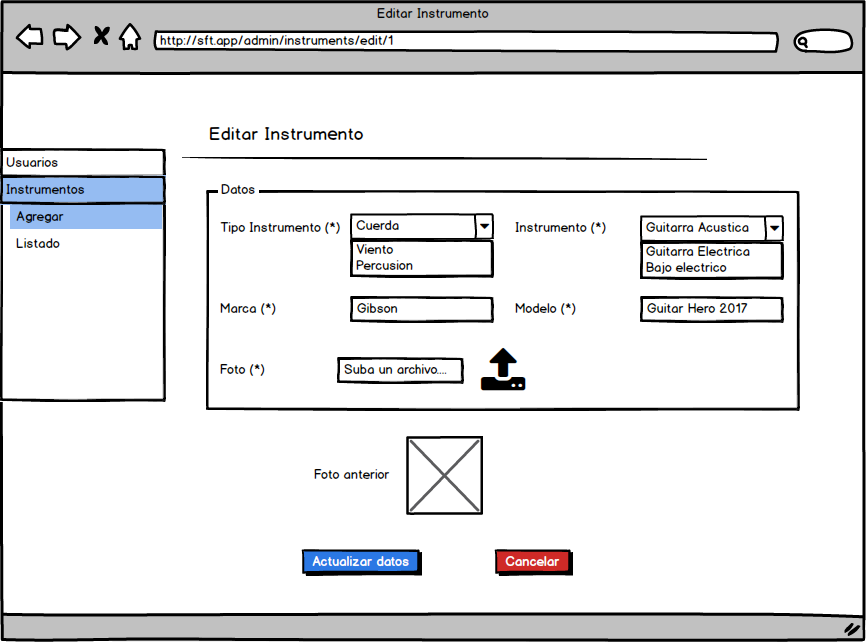 Editar Instrumento
http://sft.app/admin/instruments/edit/1
Editar Instrumento
Usuarios
Instrumentos
Agregar
Listado
Datos
Tipo Instrumento (*)
Cuerda
Viento
Percusion
Instrumento (*)
Guitarra Acustica
Guitarra Electrica
Bajo electrico
Marca (*)
Gibson
Modelo (*)
Guitar Hero 2017
Foto (*)
Suba un archivo....
Foto anterior
Actualizar datos
Cancelar